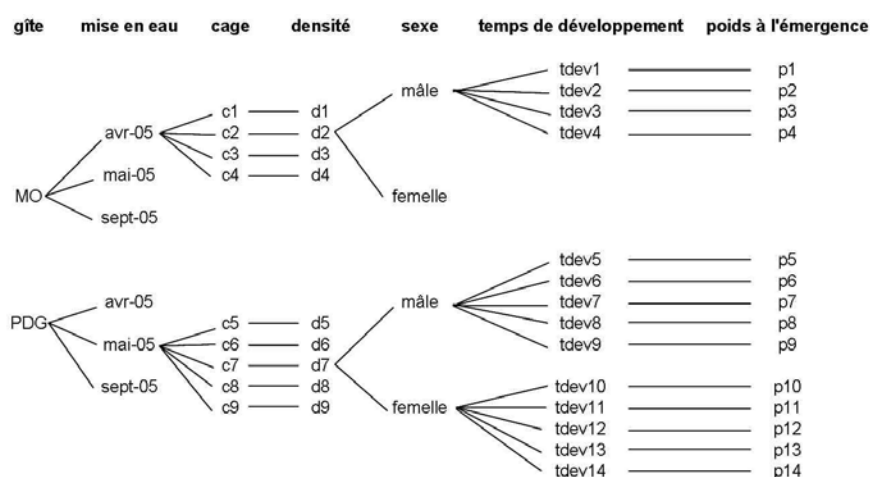 gîte mise en eau cage densité sexe temps de développement poids à l'émergence
tdev1 p1
mâle tdev2 p2
c1 d1 tdev3 p3
avr-05 c2 d2 tdev4 p4
c3 d3
mai-05 c4 d4
MO femelle
sept-05
tdev5 p5
tdev6 p6
avr-05 mâle tdev7 p7
PDG c5 d5 tdev8 p8
mai-05 c6 d6 tdev9 p9
c7 d7
sept-05 c8 d8 tdev10 p10
c9 d9 femelle tdev11 p11
tdev12 p12
tdev13 p13
tdev14 p14